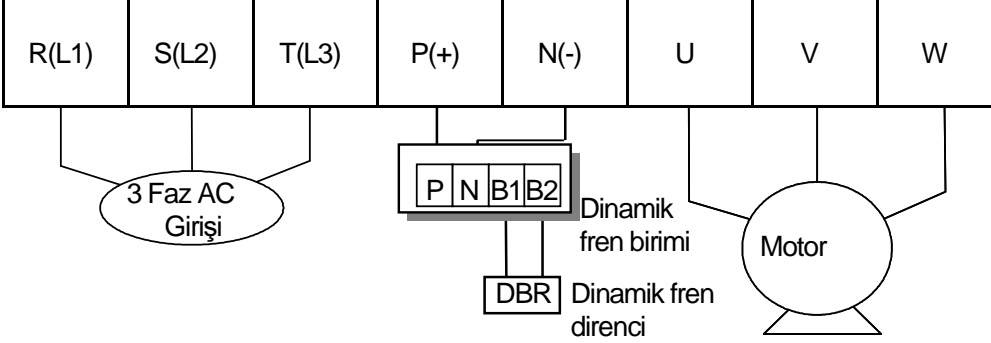 R(L1) S(L2) T(L3) P(+) N(-) U V W
3 Faz AC
Girişi
P N B1 B2
Dinamik
fren birimi
DBR
Dinamik fren
direnci
Motor